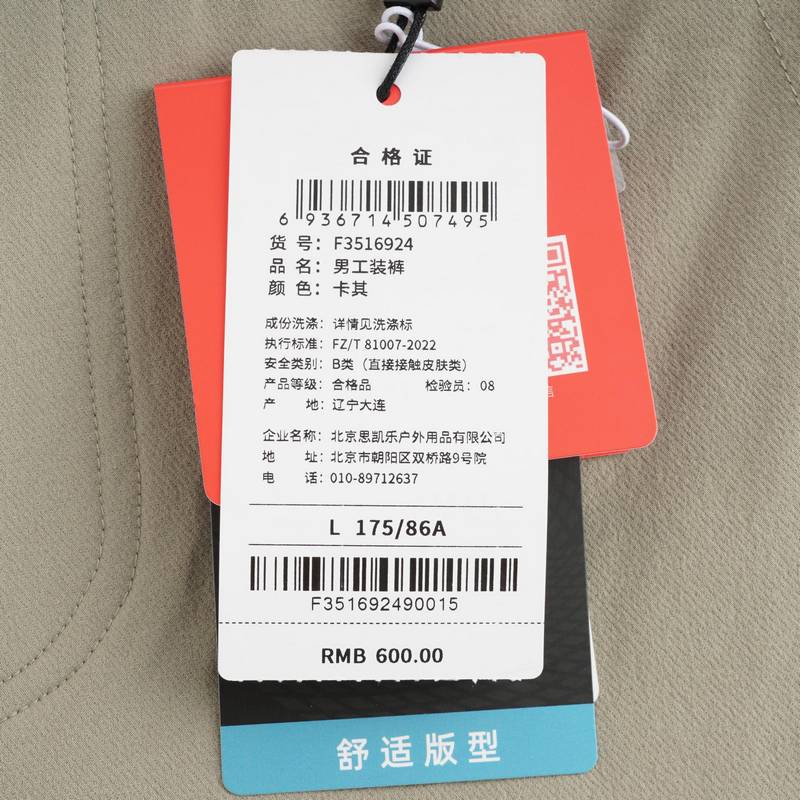 合格证
6 936714 507495
货 号：F3516924
品 名：男工装裤
颜 色：卡其
成份洗涤：详情见洗涤标
执行标准：FZ/T 81007-2022
安全类别：B类（直接接触皮肤类）
产品等级：合格品 检验员：08
产 地：辽宁大连
企业名称：北京思凯乐户外用品有限公司
地 址：北京市朝阳区双桥路9号院
电 话：010-89712637
L 175/86A
F351692490015
RMB 600.00
舒适版型